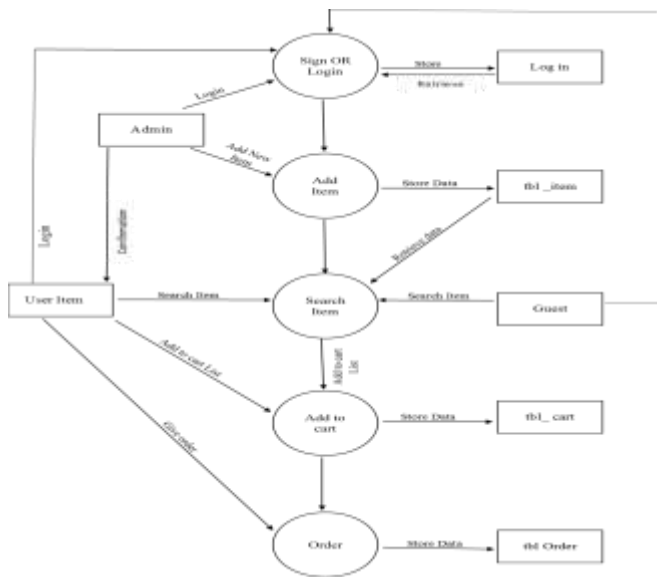 Sign OR
Login
Store
Log in
Login
Admin
Add New
Item
Add
Item
Store Data
tbl _item
Login
Confirmation
Retrieve data
User Item
Search Item
Search
Item
Search Item
Guest
Add to cart List
Add to cart
List
Add to
cart
Store Data
tbl_ cart
Give order
Order
Store Data
tbl Order